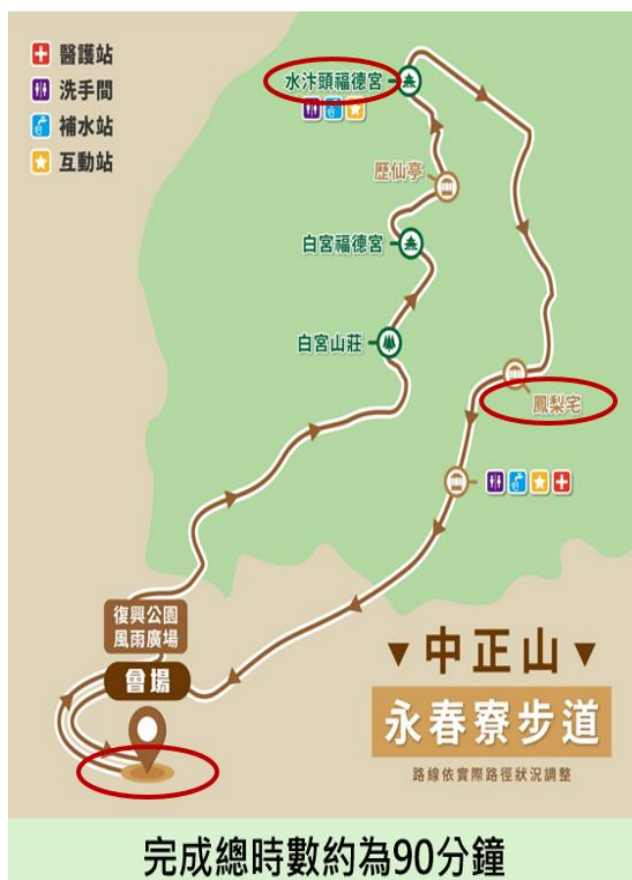 醫護站
洗手間
補水站
互動站
水汴頭福德宮
歷仙亭
白宮福德宮
白宮山莊
鳳梨宅
復興公園
風雨廣場
會場
中正山
永春寮步道
路線依實際路徑狀況調整
完成總時數約為90分鐘